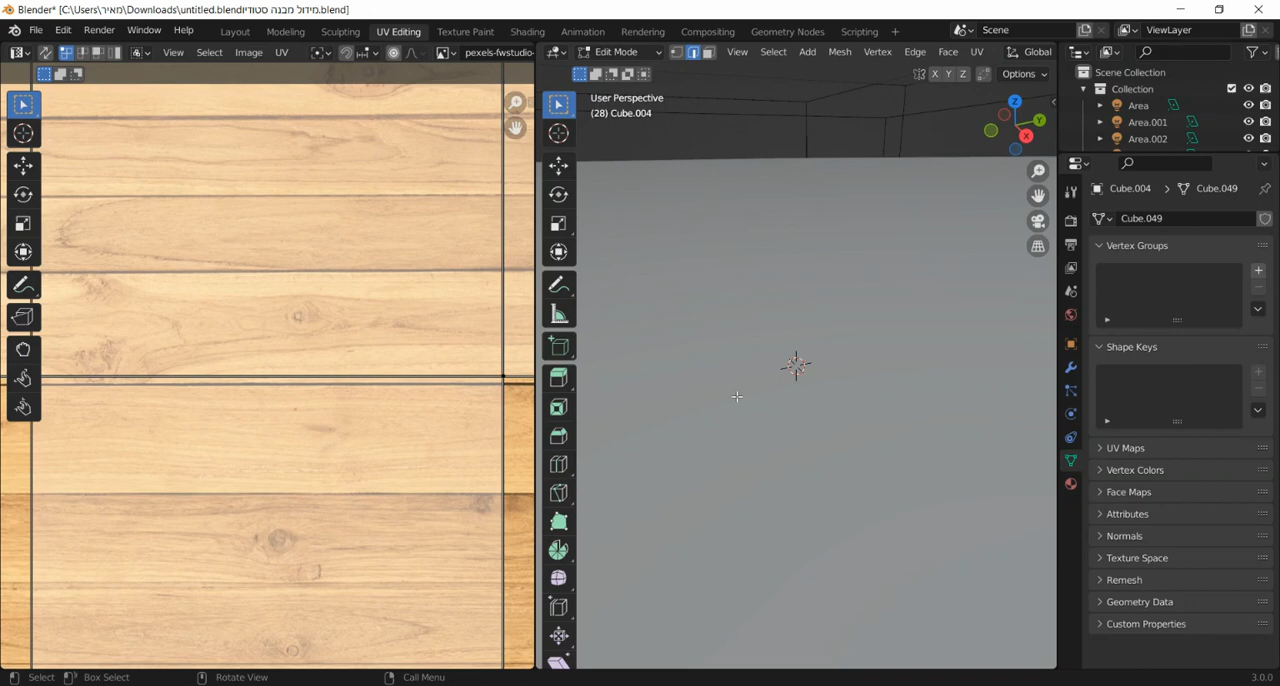 Blender* [C:\Users\מאיר\Downloads\untitled.blendמידול מבנה סטודיו.blend]
File Edit Render Window Help Layout Modeling Sculpting UV Editing Texture Paint Shading Animation Rendering Compositing Geometry Nodes Scripting + Scene ViewLayer
View Select Image UV pexels-fwstudio- Edit Mode View Select Add Mesh Vertex Edge Face UV Global
X Y Z Options
Scene Collection
Collection
Area
Area.001
Area.002
User Perspective
(28) Cube.004
Z
Y
X
Cube.004 > Cube.049
Cube.049
Vertex Groups
Shape Keys
UV Maps
Vertex Colors
Face Maps
Attributes
Normals
Texture Space
Remesh
Geometry Data
Custom Properties
Select Box Select Rotate View Call Menu 3.0.0